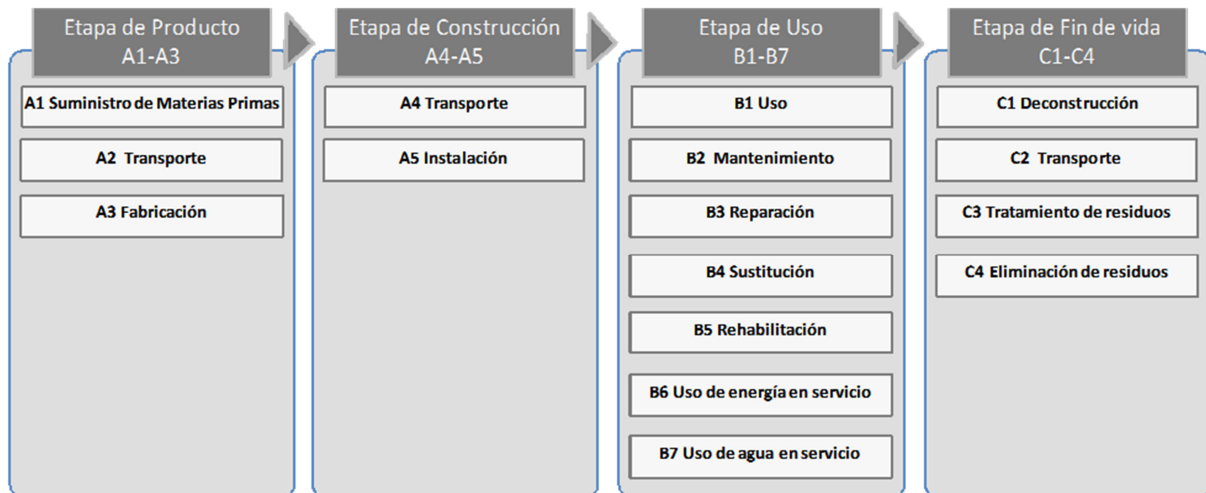 Etapa de Producto
A1-A3
A1 Suministro de Materias Primas
A2 Transporte
A3 Fabricación
Etapa de Construcción
A4-A5
A4 Transporte
A5 Instalación
Etapa de Uso
B1-B7
B1 Uso
B2 Mantenimiento
B3 Reparación
B4 Sustitución
B5 Rehabilitación
B6 Uso de energía en servicio
B7 Uso de agua en servicio
Etapa de Fin de vida
C1-C4
C1 Deconstrucción
C2 Transporte
C3 Tratamiento de residuos
C4 Eliminación de residuos